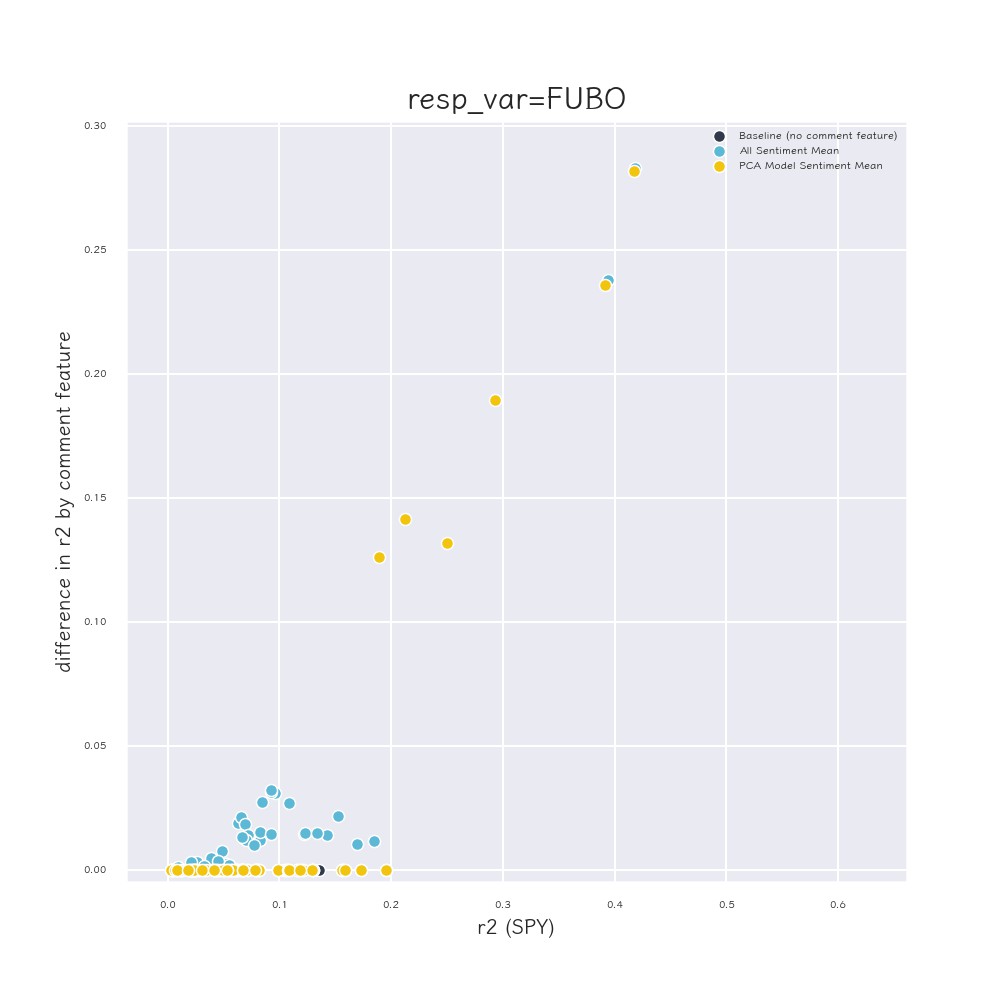 resp_var=FUBO
Baseline (no comment feature)
All Sentiment Mean
PCA Model Sentiment Mean
0.30
0.25
0.20
0.15
0.10
0.05
0.00
difference in r2 by comment feature
0.0 0.1 0.2 0.3 0.4 0.5 0.6
r2 (SPY)